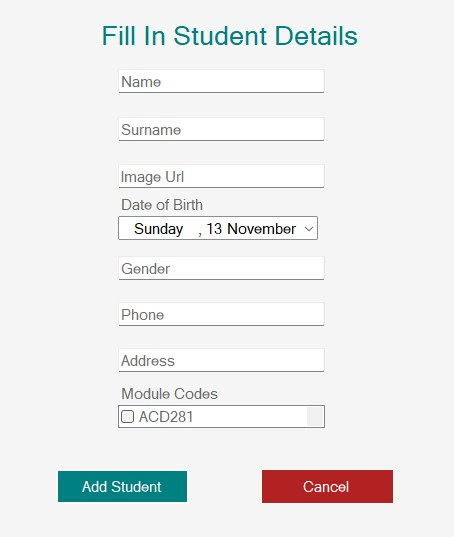 Fill In Student Details
Name
Surname
Image Url
Date of Birth
Sunday , 13 November
Gender
Phone
Address
Module Codes
ACD281
Add Student
Cancel